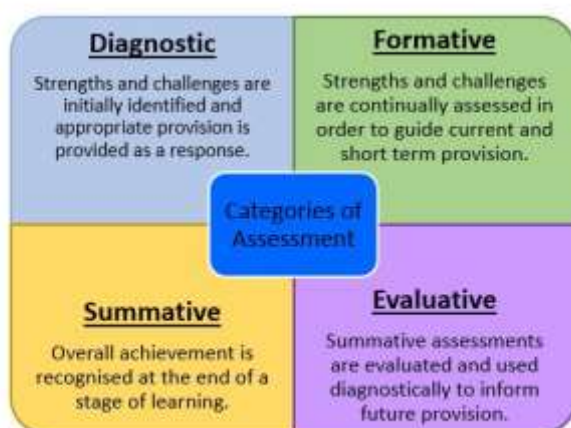 Diagnostic
Strengths and challenges are
initially identified and
appropriate provision is
provided as a response.
Formative
Strengths and challenges
are continually assessed in
order to guide current and
short term provision.
Categories of
Assessment
Summative
Overall achievement is
recognised at the end of a
stage of learning.
Evaluative
Summative assessments
are evaluated and used
diagnostically to inform
future provision.